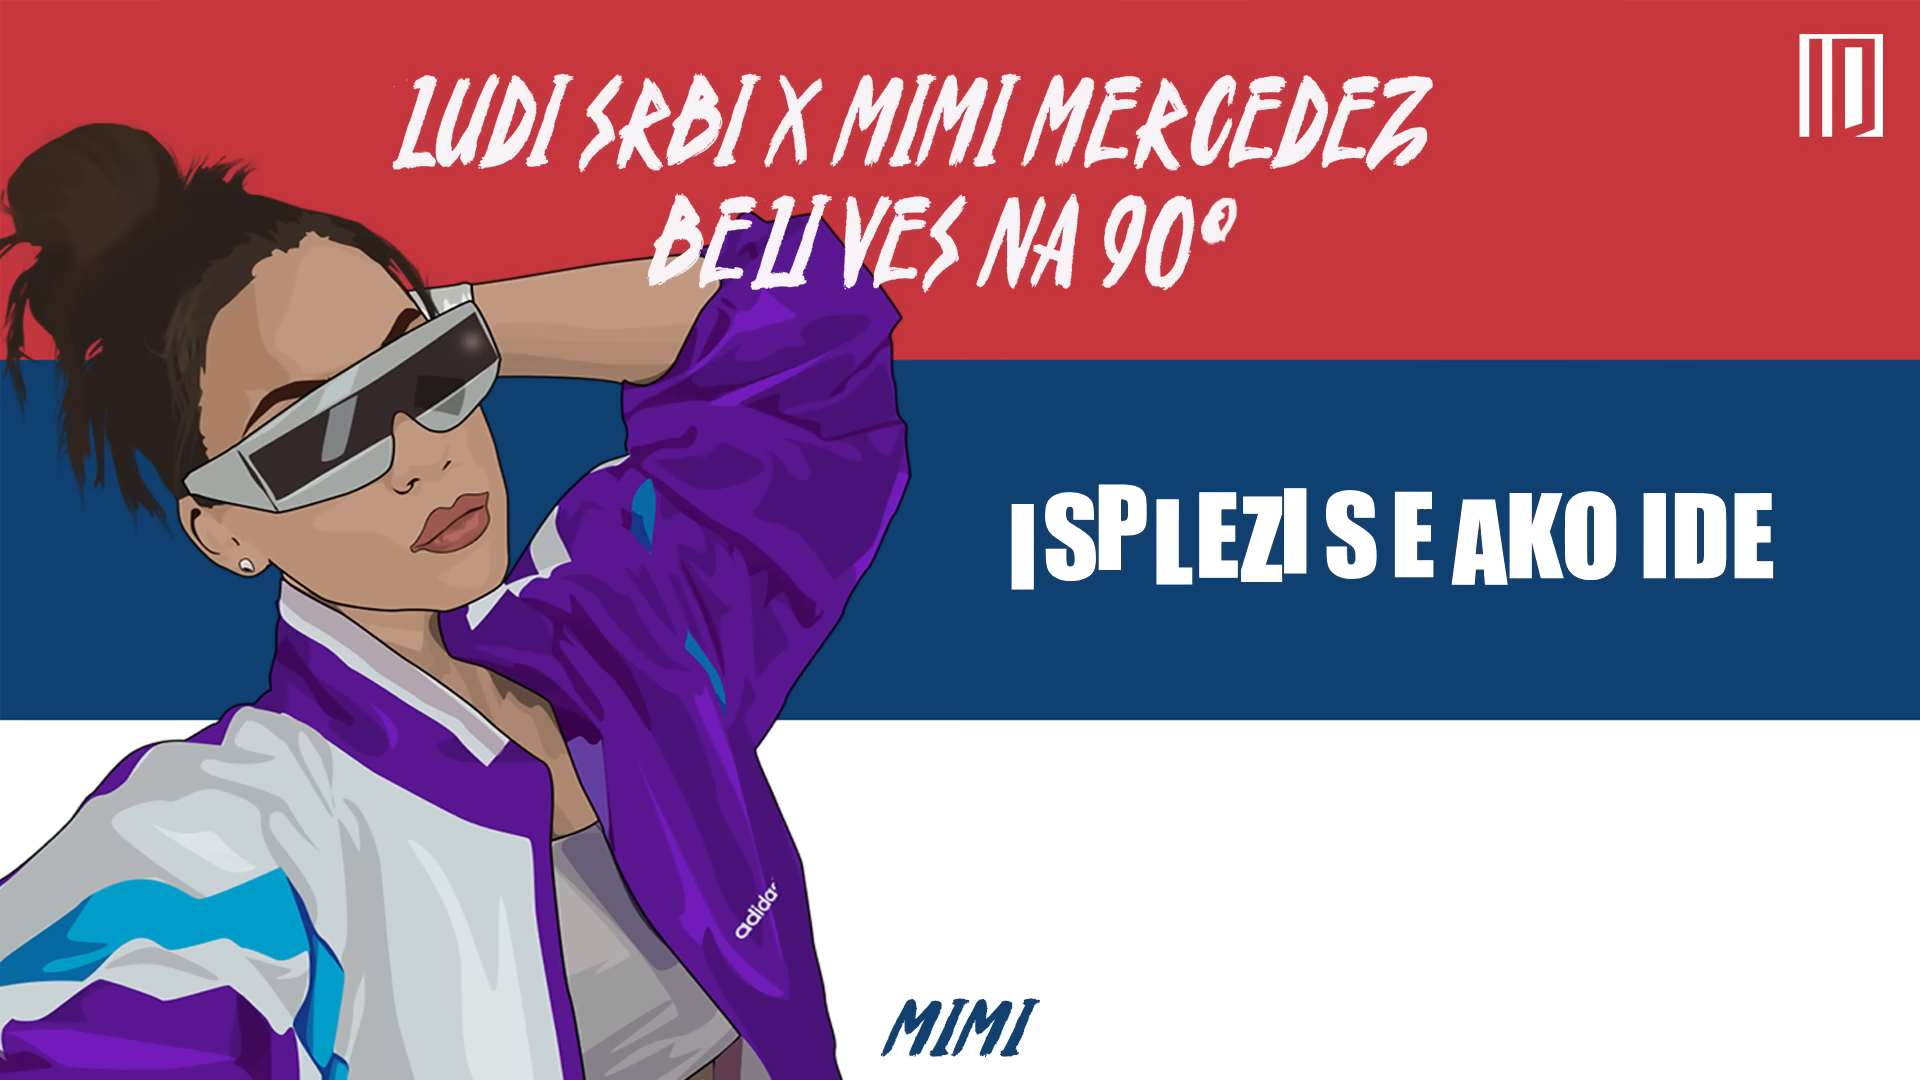 LUDI SRBI X MIMI MERCEDEZ
BELI VES NA 90°
ISPLEZI SE AKO IDE
adidas
MIMI